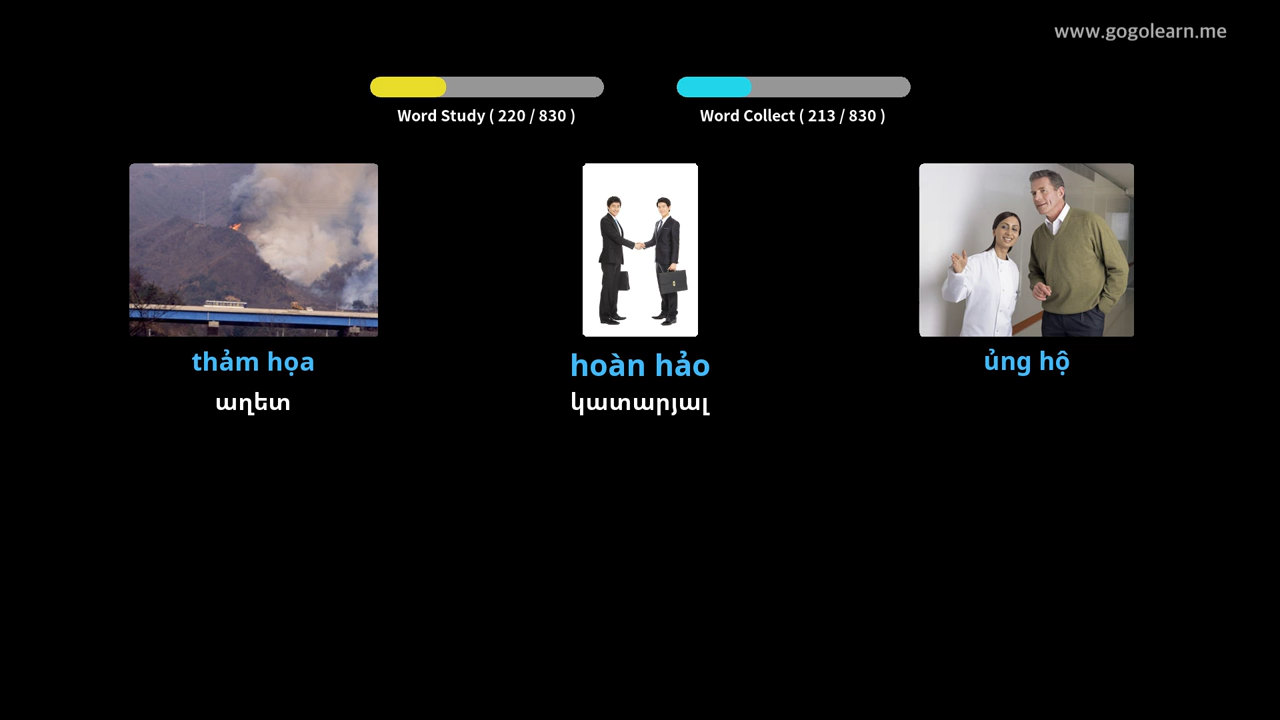 www.gogolearn.me
Word Study ( 220 / 830 )
Word Collect ( 213 / 830 )
thảm họa
hoàn hảo
ủng hộ
աղետ
կատարյալ